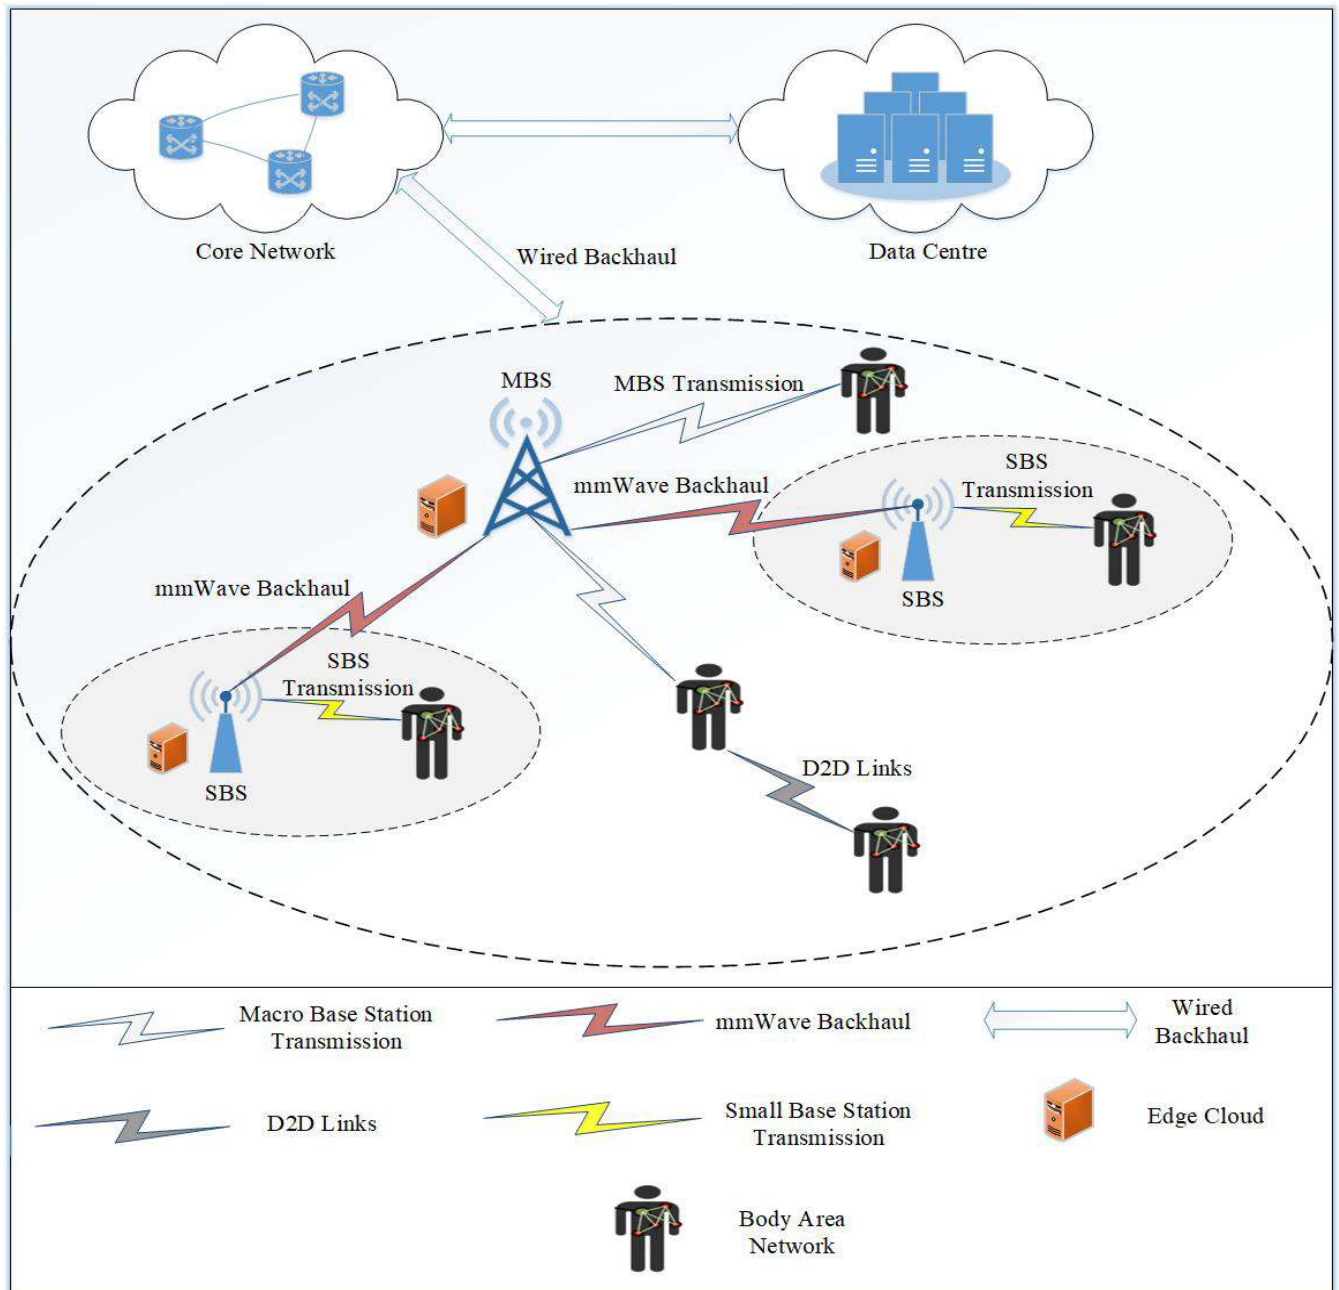 Core Network
Data Centre
Wired Backhaul
MBS
MBS Transmission
SBS
Transmission
mmWave Backhaul
SBS
mmWave Backhaul
SBS
Transmission
SBS
D2D Links
Macro Base Station
Transmission
mmWave Backhaul
Wired
Backhaul
D2D Links
Small Base Station
Transmission
Edge Cloud
Body Area
Network